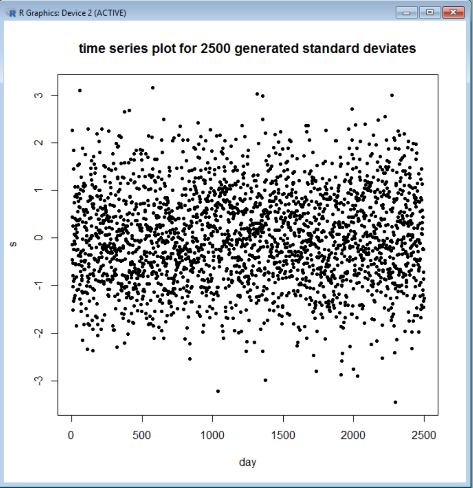 R Graphics: Device 2 (ACTIVE)
time series plot for 2500 generated standard deviates
3
2
1
0
-1
-2
-3
s
0 500 1000 1500 2000 2500
day